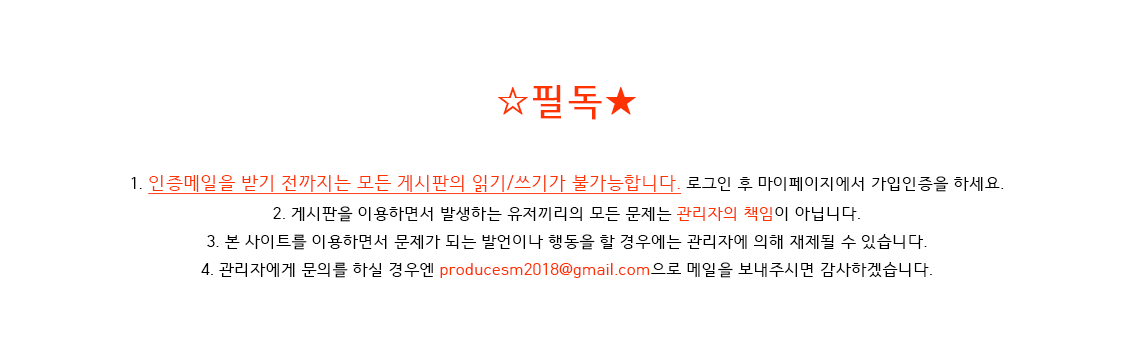 ☆필독★
1. 인증메일을 받기 전까지는 모든 게시판의 읽기/쓰기가 불가능합니다. 로그인 후 마이페이지에서 가입인증을 하세요.
2. 게시판을 이용하면서 발생하는 유저끼리의 모든 문제는 관리자의 책임이 아닙니다.
3. 본 사이트를 이용하면서 문제가 되는 발언이나 행동을 할 경우에는 관리자에 의해 재제될 수 있습니다.
4. 관리자에게 문의를 하실 경우엔 producesm2018@gmail.com으로 메일을 보내주시면 감사하겠습니다.